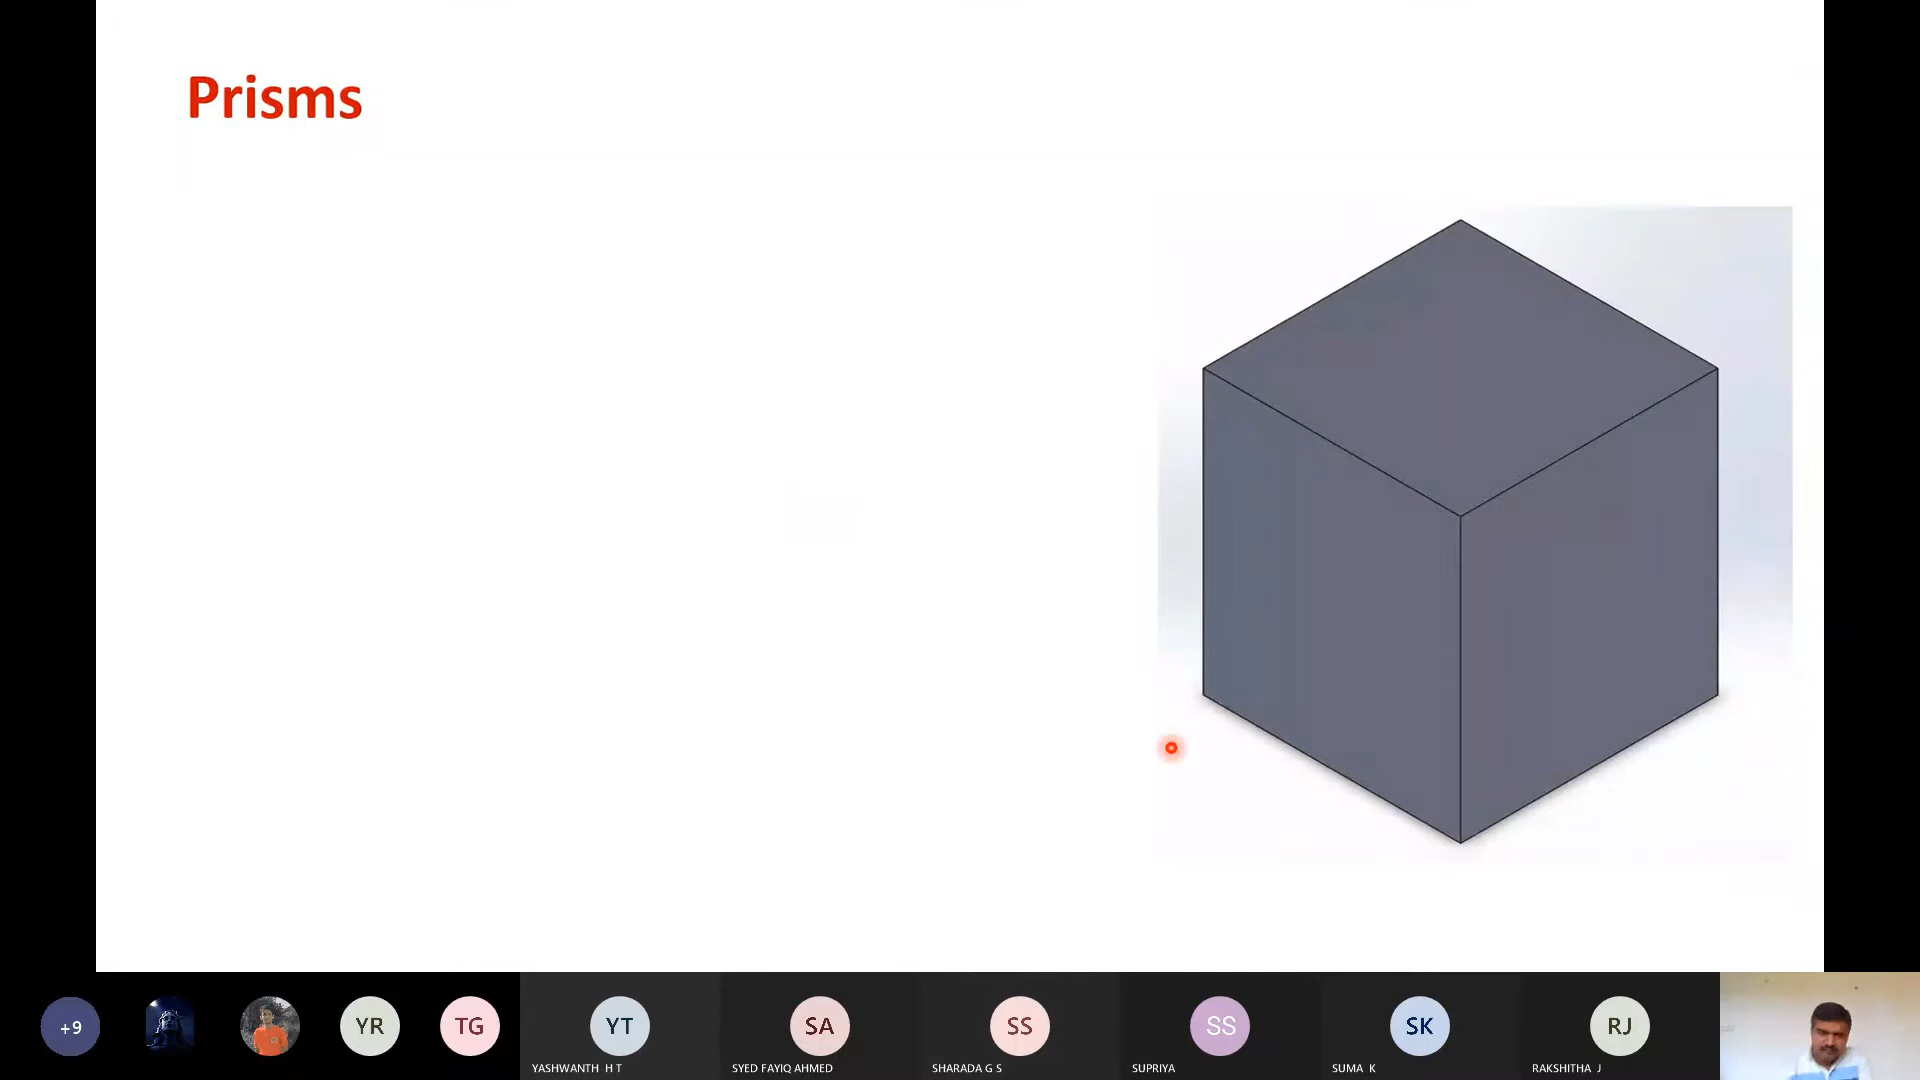 Prisms
+9
YR
TG
YT
SA
SS
SS
SK
RJ
YASHWANTH H T
SYED FAYIQ AHMED
SHARADA G S
SUPRIYA
SUMA K
RAKSHITHA J